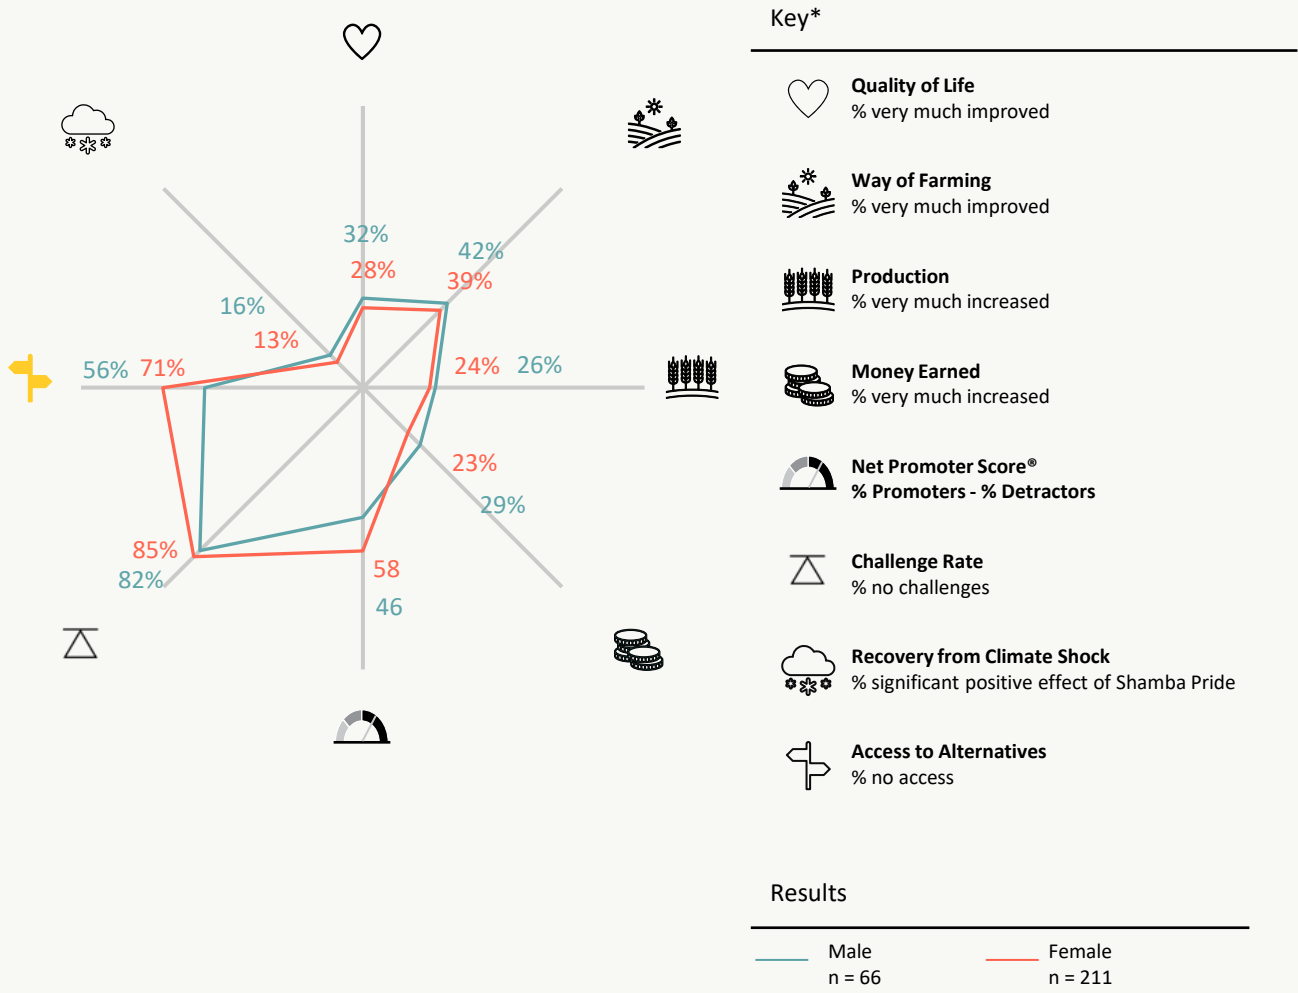 Key*
Quality of Life
% very much improved
Way of Farming
% very much improved
Production
% very much increased
Money Earned
% very much increased
Net Promoter Score®
% Promoters - % Detractors
Challenge Rate
% no challenges
Recovery from Climate Shock
% significant positive effect of Shamba Pride
Access to Alternatives
% no access
32%
28%
42%
39%
16%
13%
56% 71%
24% 26%
23%
29%
85%
82%
58
46
Results
Male
n = 66
Female
n = 211